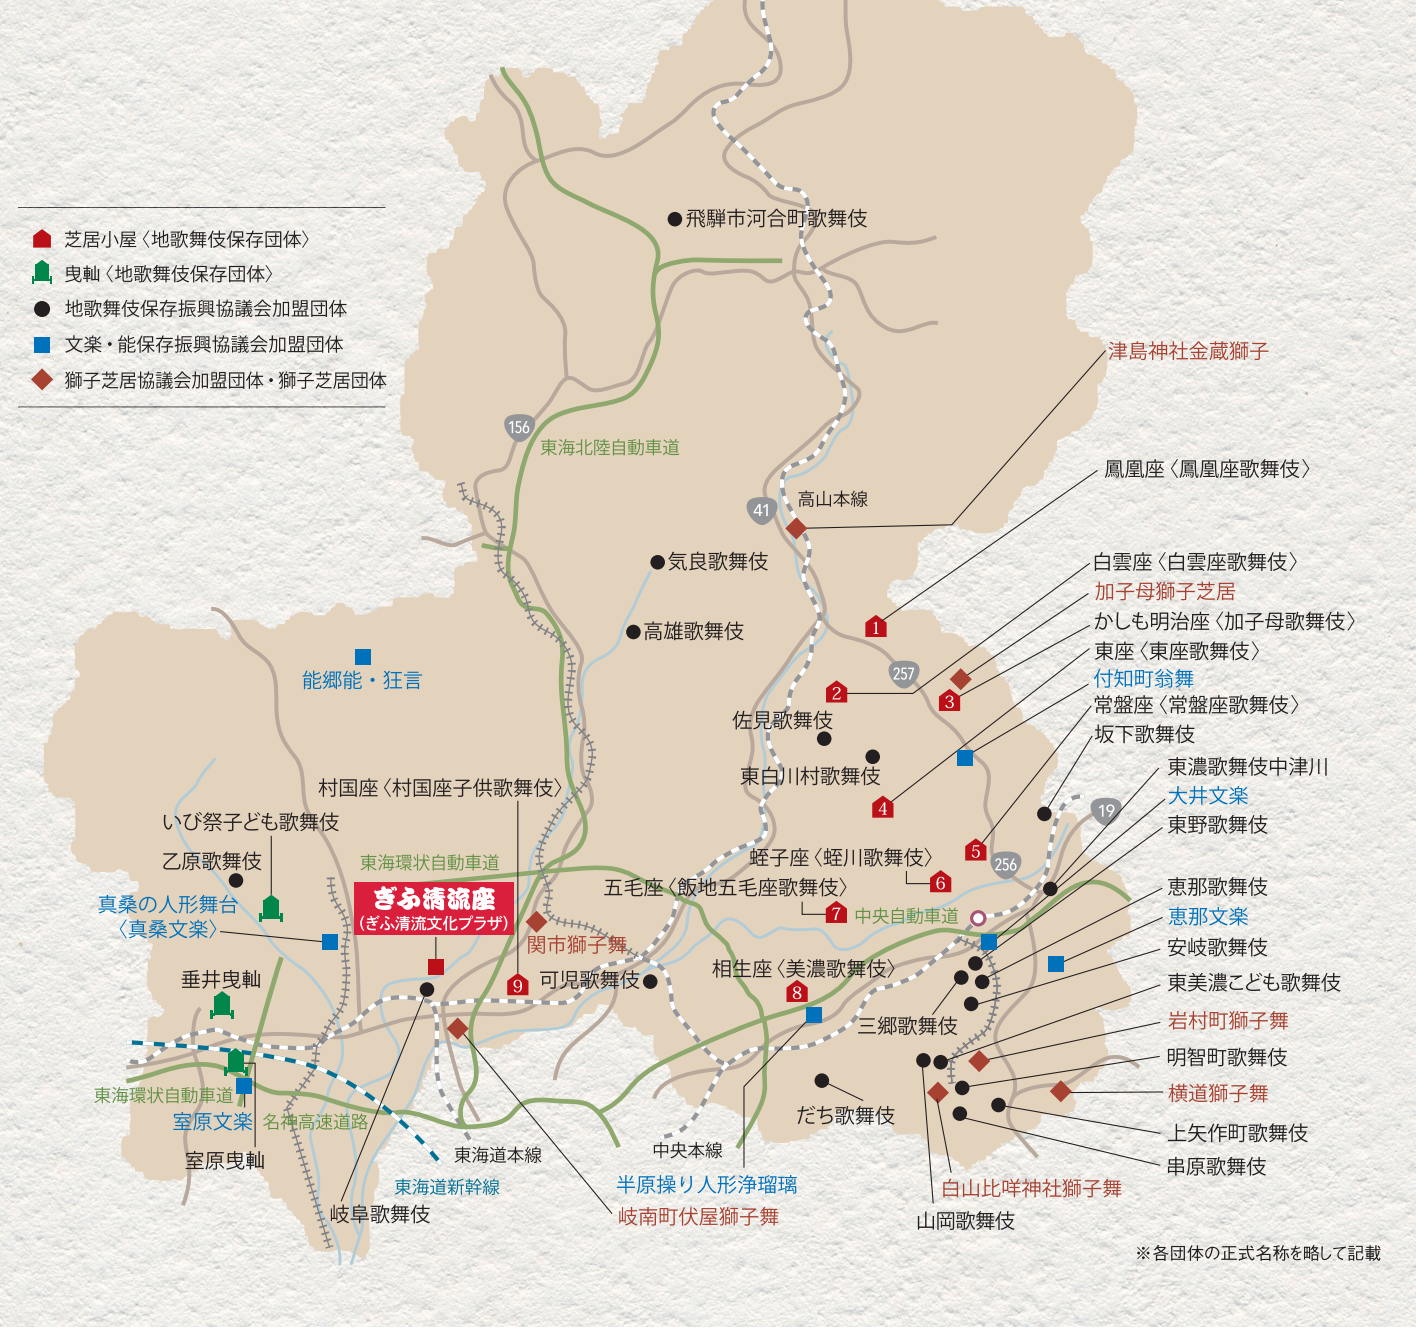 芝居小屋〈地歌舞伎保存団体〉
曳軕〈地歌舞伎保存団体〉
地歌舞伎保存振興協議会加盟団体
文楽・能保存振興協議会加盟団体
獅子芝居協議会加盟団体・獅子芝居団体
飛騨市河合町歌舞伎
津島神社金蔵獅子
156
東海北陸自動車道
鳳凰座〈鳳凰座歌舞伎〉
高山本線
41
気良歌舞伎
白雲座〈白雲座歌舞伎〉
加子母獅子芝居
高雄歌舞伎
1
かしも明治座〈加子母歌舞伎〉
東座〈東座歌舞伎〉
能郷能・狂言
257
付知町翁舞
2
3
常盤座〈常盤座歌舞伎〉
佐見歌舞伎
坂下歌舞伎
東白川村歌舞伎
東濃歌舞伎中津川
村国座〈村国座子供歌舞伎〉
大井文楽
4
19
いび祭子ども歌舞伎
東野歌舞伎
5
乙原歌舞伎
東海環状自動車道
蛭子座〈蛭川歌舞伎〉
256
6
五毛座〈飯地五毛座歌舞伎〉
恵那歌舞伎
ぎふ清流座
(ぎふ清流文化プラザ)
真桑の人形舞台
〈真桑文楽〉
7
中央自動車道
恵那文楽
関市獅子舞
安岐歌舞伎
相生座〈美濃歌舞伎〉
垂井曳軕
可児歌舞伎
9
8
東美濃こども歌舞伎
三郷歌舞伎
岩村町獅子舞
明智町歌舞伎
東海環状自動車道
横道獅子舞
室原文楽
名神高速道路
だち歌舞伎
上矢作町歌舞伎
室原曳軕
東海道本線
中央本線
串原歌舞伎
東海道新幹線
半原操り人形浄瑠璃
白山比咩神社獅子舞
岐阜歌舞伎
岐南町伏屋獅子舞
山岡歌舞伎
※各団体の正式名称を略して記載